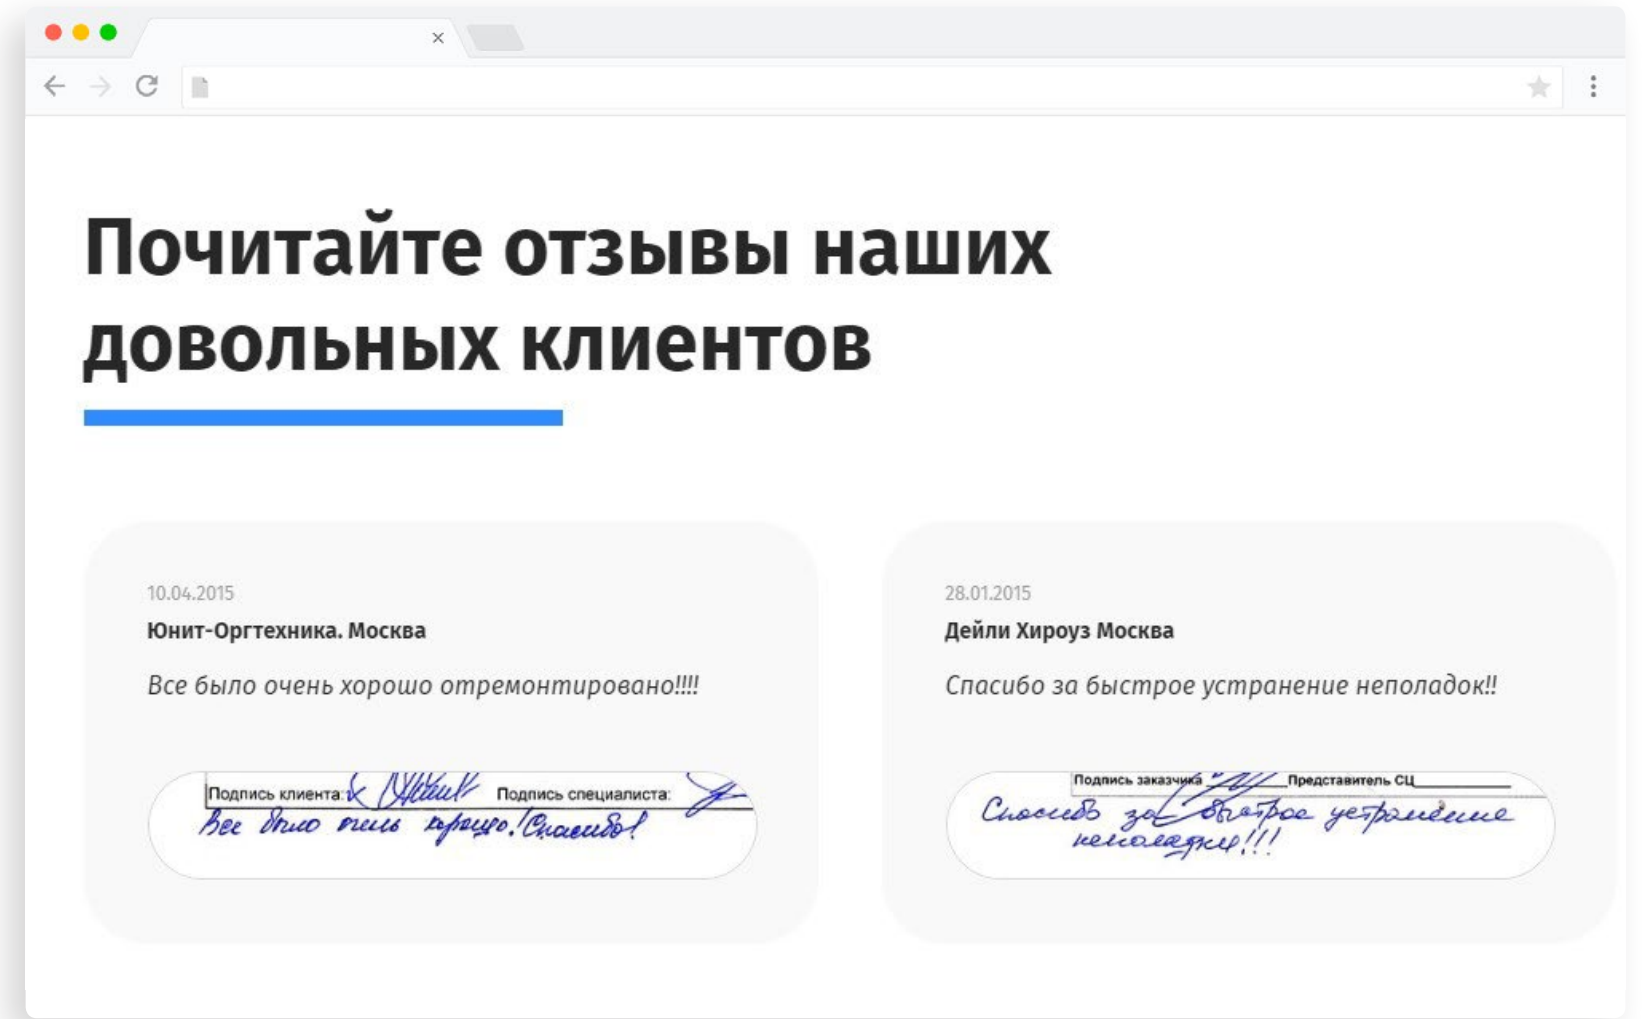 Почитайте отзывы наших
довольных клиентов
10.04.2015
Юнит-Оргтехника. Москва
Все было очень хорошо отремонтировано!!!!
Подпись клиента: Подпись специалиста:
Все было очень хорошо! Спасибо!
28.01.2015
Дейли Хироуз Москва
Спасибо за быстрое устранение неполадок!!
Подпись заказчика Представитель СЦ
Спасибо за быстрое устранение
неполадки!!!